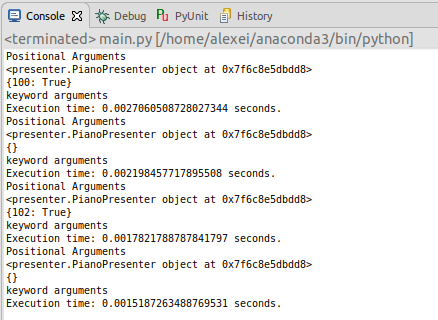 Console Debug PyUnit History
<terminated> main.py [/home/alexei/anaconda3/bin/python]
Positional Arguments
<presenter.PianoPresenter object at 0x7f6c8e5dbdd8>
{100: True}
keyword arguments
Execution time: 0.0027060508728027344 seconds.
Positional Arguments
<presenter.PianoPresenter object at 0x7f6c8e5dbdd8>
{}
keyword arguments
Execution time: 0.002198457717895508 seconds.
Positional Arguments
<presenter.PianoPresenter object at 0x7f6c8e5dbdd8>
{102: True}
keyword arguments
Execution time: 0.0017821788787841797 seconds.
Positional Arguments
<presenter.PianoPresenter object at 0x7f6c8e5dbdd8>
{}
keyword arguments
Execution time: 0.0015187263488769531 seconds.